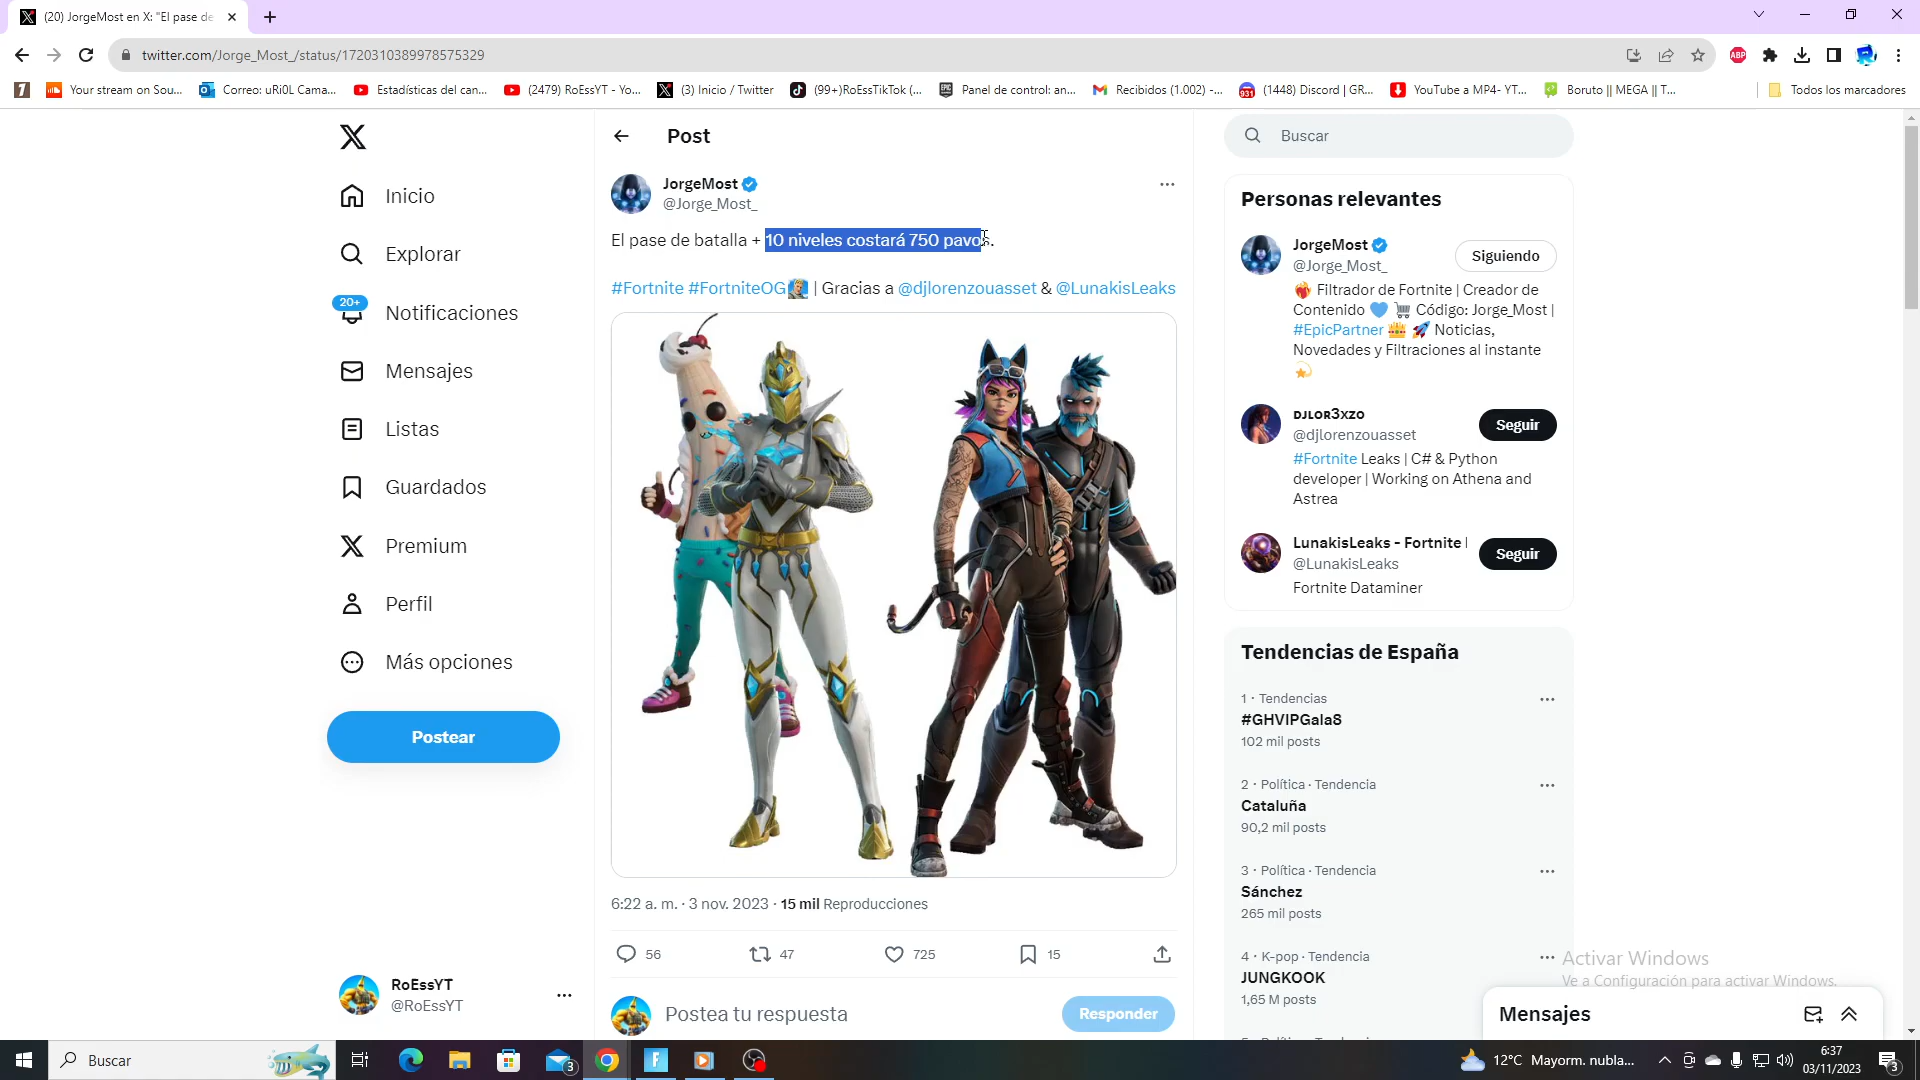 (20) JorgeMost en X: "El pase de
twitter.com/Jorge_Most_/status/1720310389978575329
ABP
Your stream on Sou...
Correo: uRi0L Cama...
Estadísticas del can...
(2479) RoEssYT - Yo...
(3) Inicio / Twitter
(99+)RoEssTikTok (...
Panel de control: an...
Recibidos (1.002) -...
931
(1448) Discord | GR...
YouTube a MP4- YT...
Boruto || MEGA || T...
Todos los marcadores
Inicio
Explorar
20+
Notificaciones
Mensajes
Listas
Guardados
Premium
Perfil
Más opciones
Postear
RoEssYT
@RoEssYT
Post
JorgeMost
@Jorge_Most_
El pase de batalla + 10 niveles costará 750 pavos.
#Fortnite #FortniteOG | Gracias a @djlorenzouasset & @LunakisLeaks
6:22 a. m. · 3 nov. 2023 · 15 mil Reproducciones
56
47
725
15
Postea tu respuesta
Responder
Buscar
Personas relevantes
JorgeMost
@Jorge_Most_
Siguiendo
Filtrador de Fortnite | Creador de
Contenido Código: Jorge_Most |
#EpicPartner Noticias,
Novedades y Filtraciones al instante
ᴅᴊʟᴏʀ3xᴢᴏ
@djlorenzouasset
Seguir
#Fortnite Leaks | C# & Python
developer | Working on Athena and
Astrea
LunakisLeaks - Fortnite
@LunakisLeaks
Seguir
Fortnite Dataminer
Tendencias de España
1 · Tendencias
#GHVIPGala8
102 mil posts
2 · Política · Tendencia
Cataluña
90,2 mil posts
3 · Política · Tendencia
Sánchez
265 mil posts
4 · K-pop · Tendencia
JUNGKOOK
1,65 M posts
Activar Windows
Ve a Configuración para activar Windows.
Mensajes
Buscar
3
12°C Mayorm. nubla...
6:37
03/11/2023
3